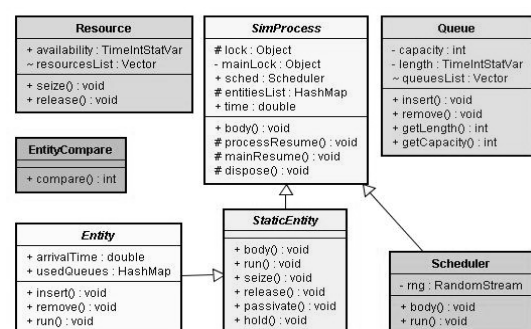 Resource
+ availability : TimeIntStatVar
~ resourcesList : Vector
+ seize() : void
+ release() : void
SimProcess
# lock : Object
- mainLock : Object
+ sched : Scheduler
# entitiesList : HashMap
+ time : double
+ body() : void
# processResume() : void
# mainResume() : void
# dispose() : void
Queue
- capacity : int
- length : TimeIntStatVar
~ queuesList : Vector
+ insert() : void
+ remove() : void
+ getLength() : int
+ getCapacity() : int
EntityCompare
+ compare() : int
Entity
+ arrivalTime : double
+ usedQueues : HashMap
+ insert() : void
+ remove() : void
+ run() : void
StaticEntity
+ body() : void
+ run() : void
+ seize() : void
+ release() : void
+ passivate() : void
+ hold() : void
Scheduler
- rng : RandomStream
+ body() : void
+ run() : void